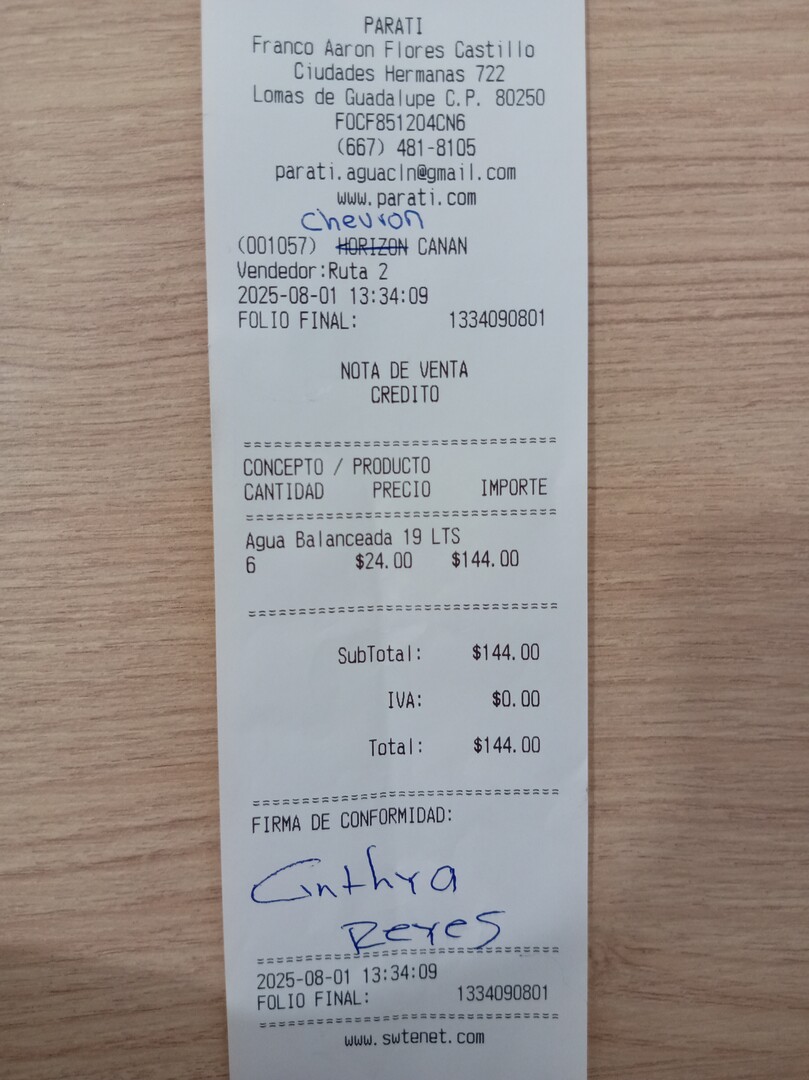 PARATI
Franco Aaron Flores Castillo
Ciudades Hermanas 722
Lomas de Guadalupe C.P. 80250
FOCF851204CN6
(667) 481-8105
parati.aguacln@gmail.com
www.parati.com
Chevron
(001057) HORIZON CANAN
Vendedor:Ruta 2
2025-08-01 13:34:09
FOLIO FINAL: 1334090801
NOTA DE VENTA
CREDITO
===============================
CONCEPTO / PRODUCTO
CANTIDAD PRECIO IMPORTE
===============================
Agua Balanceada 19 LTS
6 $24.00 $144.00
===============================
SubTotal: $144.00
IVA: $0.00
Total: $144.00
===============================
FIRMA DE CONFORMIDAD:
Cinthya
Reyes
===============================
2025-08-01 13:34:09
FOLIO FINAL: 1334090801
===============================
www.swtenet.com